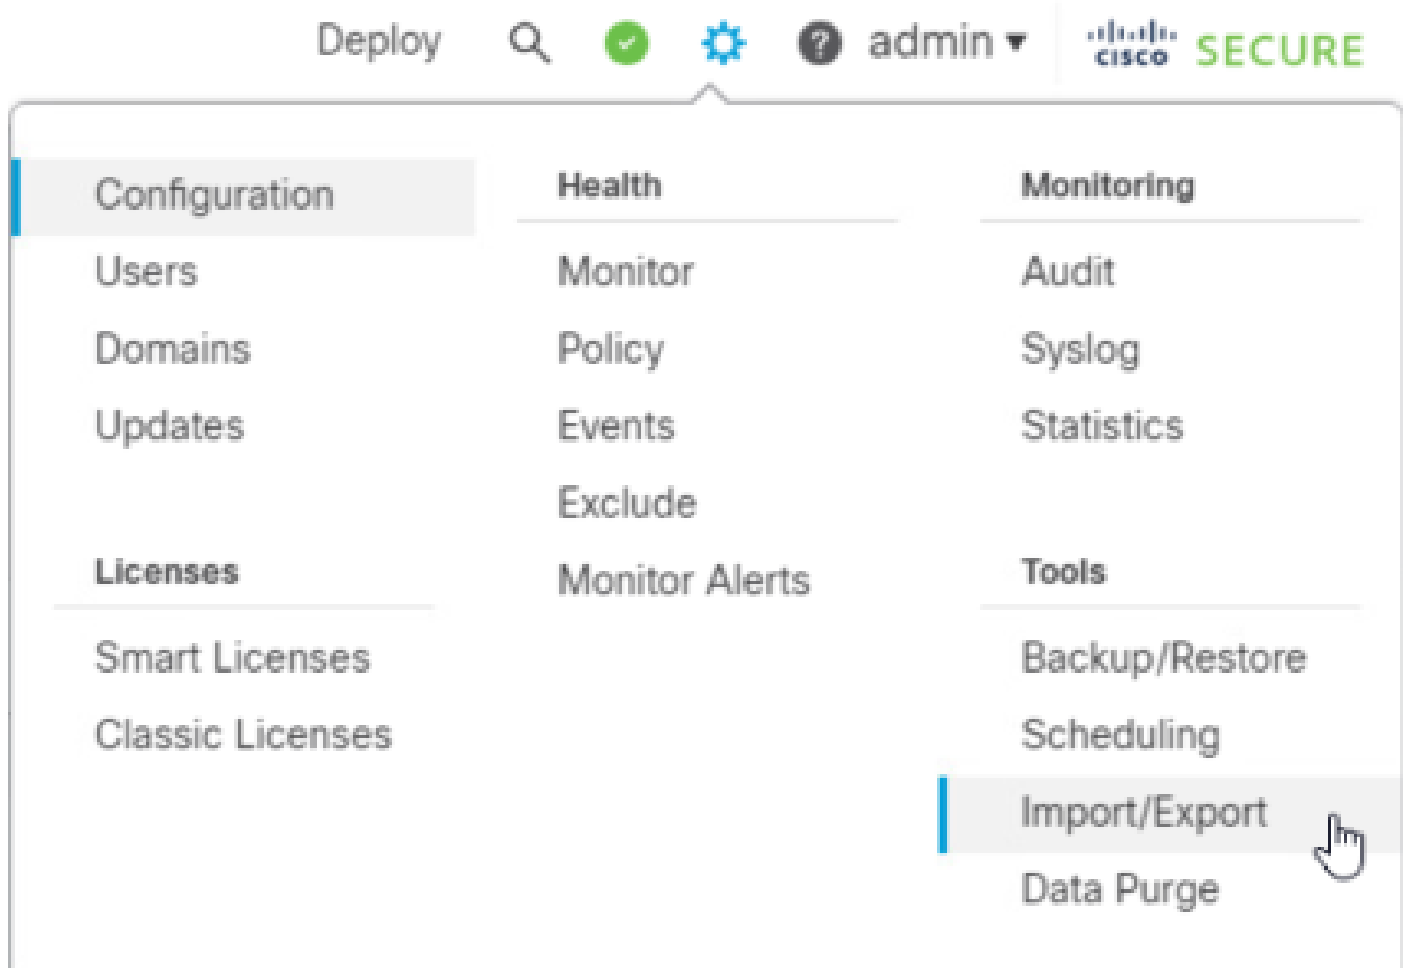 Deploy admin cisco SECURE
Configuration
Users
Domains
Updates
Licenses
Smart Licenses
Classic Licenses
Health
Monitor
Policy
Events
Exclude
Monitor Alerts
Monitoring
Audit
Syslog
Statistics
Tools
Backup/Restore
Scheduling
Import/Export
Data Purge